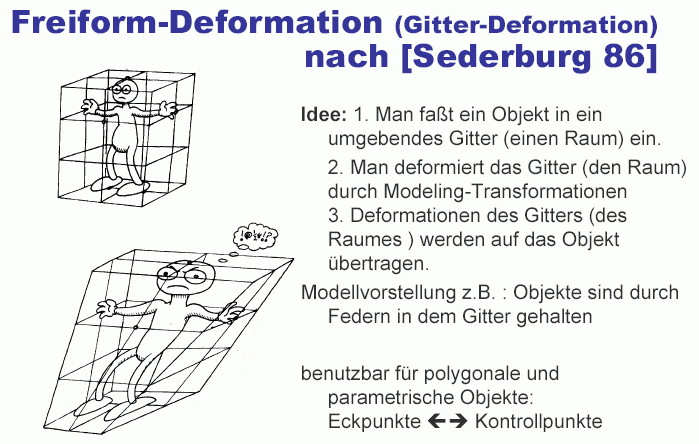 Freiform-Deformation (Gitter-Deformation)
nach [Sederburg 86]
Idee: 1. Man faßt ein Objekt in ein
umgebendes Gitter (einen Raum) ein.
2. Man deformiert das Gitter (den Raum)
durch Modeling-Transformationen
3. Deformationen des Gitters (des
Raumes ) werden auf das Objekt
übertragen.
!@¼*!?
Modellvorstellung z.B. : Objekte sind durch
Federn in dem Gitter gehalten
benutzbar für polygonale und
parametrische Objekte:
Eckpunkte ←→ Kontrollpunkte